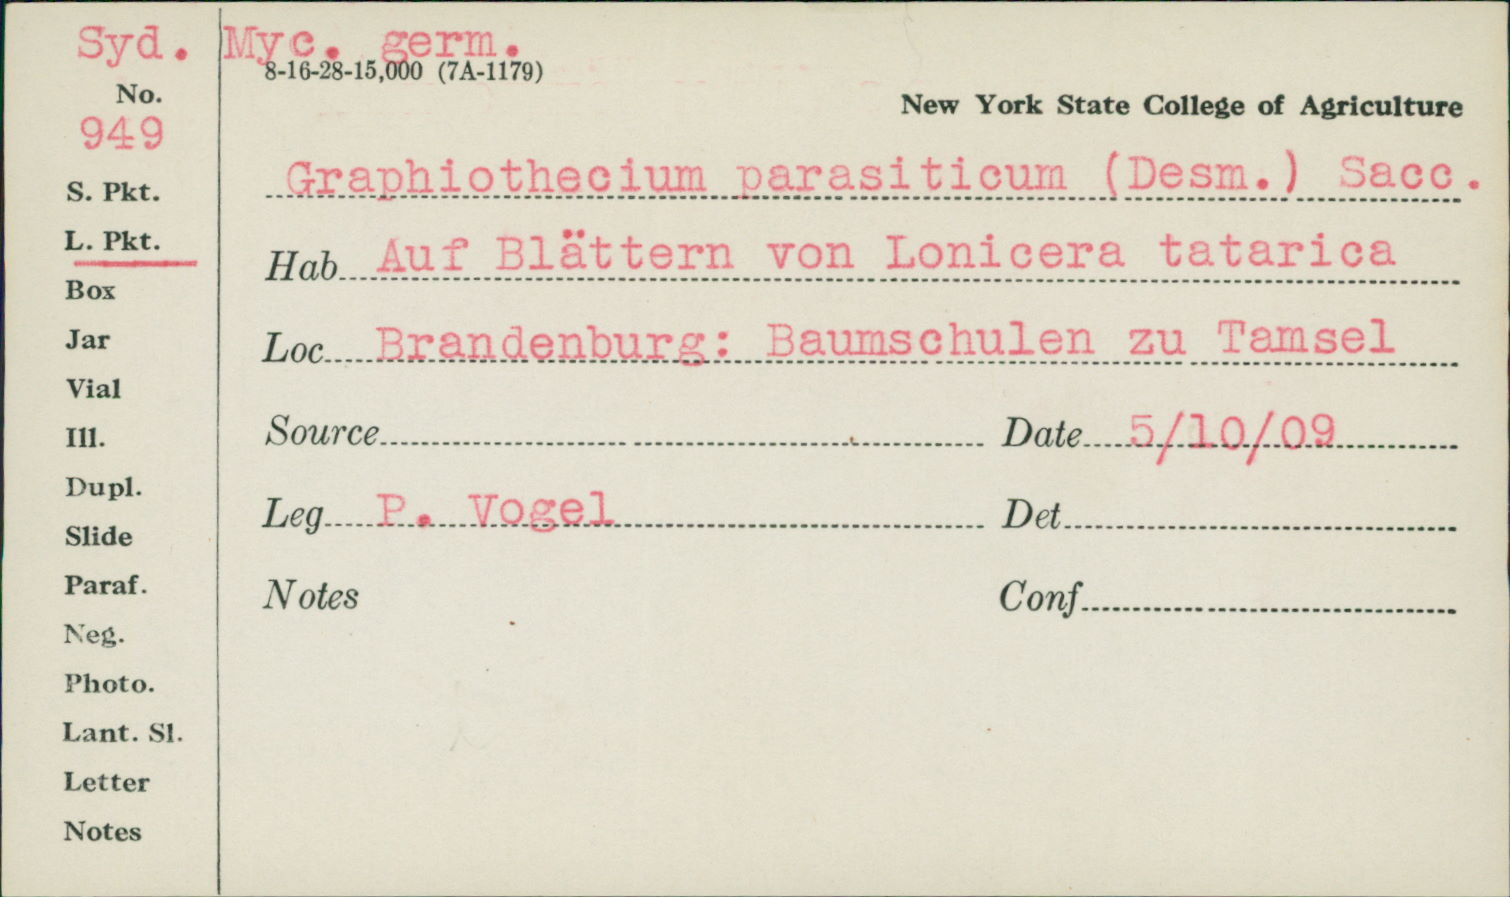 Syd. Myc. germ.
8-16-28-15,000 (7A-1179)
No.
New York State College of Agriculture
949
Graphiothecium parasiticum (Desm.) Sacc.
S. Pkt.
L. Pkt.
Hab Auf Blättern von Lonicera tatarica
Box
Jar
Loc Brandenburg: Baumschulen zu Tamsel
Vial
Ill.
Source Date 5/10/09
Dupl.
Leg P. Vogel Det
Slide
Paraf.
Notes Conf
Neg.
Photo.
Lant. Sl.
Letter
Notes